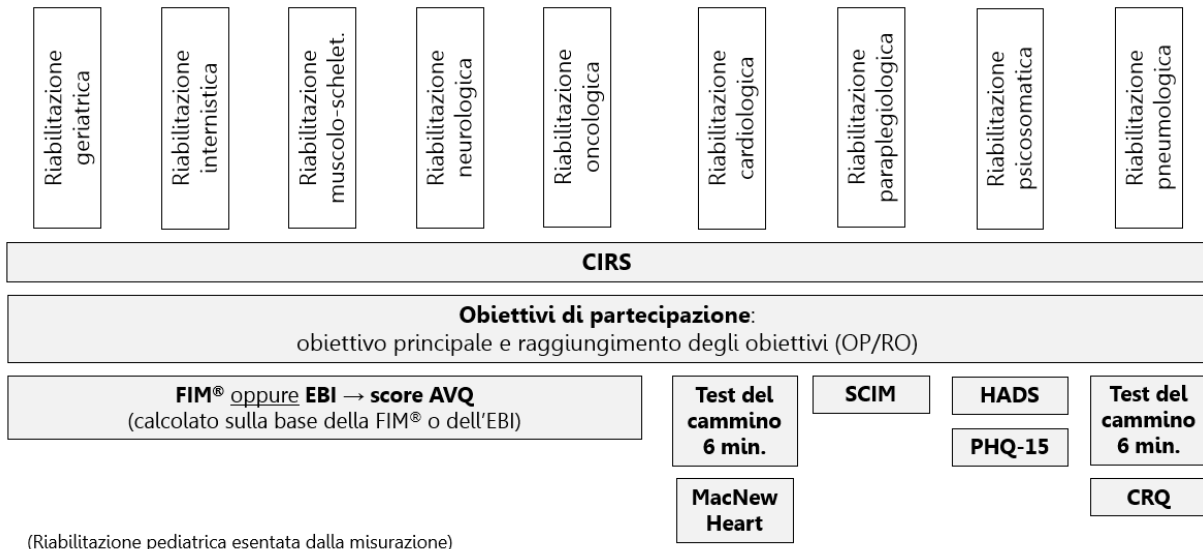 Riabilitazione
geriatrica
Riabilitazione
internistica
Riabilitazione
muscolo-schelet.
Riabilitazione
neurologica
Riabilitazione
oncologica
Riabilitazione
cardiologica
Riabilitazione
paraplegiologica
Riabilitazione
psicosomatica
Riabilitazione
pneumologica
CIRS
Obiettivi di partecipazione:
obiettivo principale e raggiungimento degli obiettivi (OP/RO)
FIM® oppure EBI → score AVQ
(calcolato sulla base della FIM® o dell'EBI)
Test del
cammino
6 min.
MacNew
Heart
SCIM
HADS
PHQ-15
Test del
cammino
6 min.
CRQ
(Riabilitazione pediatrica esentata dalla misurazione)